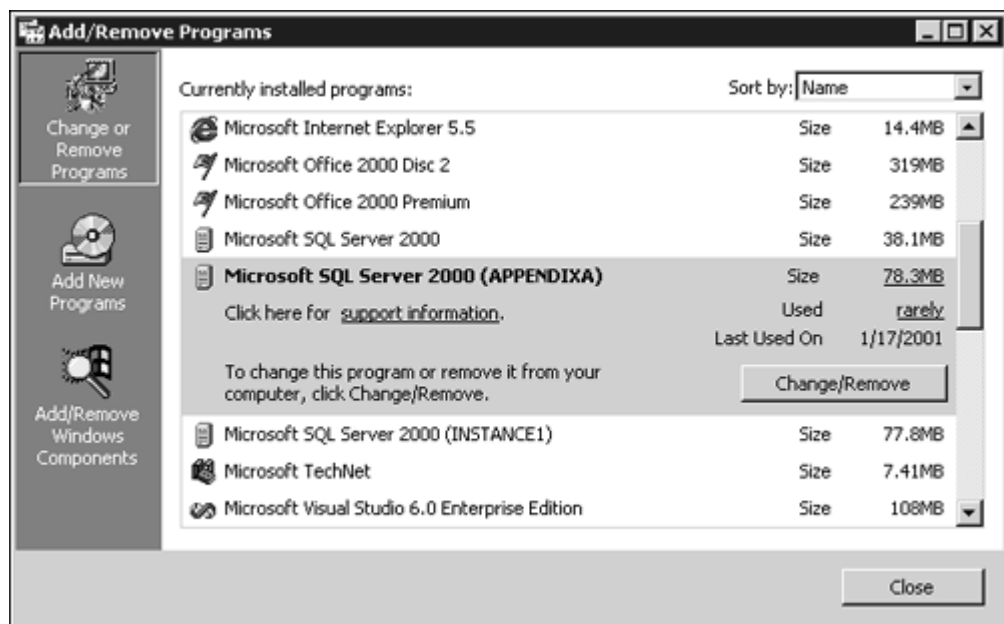 Add/Remove Programs
Change or
Remove
Programs
Add New
Programs
Add/Remove
Windows
Components
Currently installed programs:
Sort by: Name
Microsoft Internet Explorer 5.5 Size 14.4MB
Microsoft Office 2000 Disc 2 Size 319MB
Microsoft Office 2000 Premium Size 239MB
Microsoft SQL Server 2000 Size 38.1MB
Microsoft SQL Server 2000 (APPENDIXA) Size 78.3MB
Click here for support information. Used rarely
Last Used On 1/17/2001
To change this program or remove it from your
computer, click Change/Remove.
Change/Remove
Microsoft SQL Server 2000 (INSTANCE1) Size 77.8MB
Microsoft TechNet Size 7.41MB
Microsoft Visual Studio 6.0 Enterprise Edition Size 108MB
Close